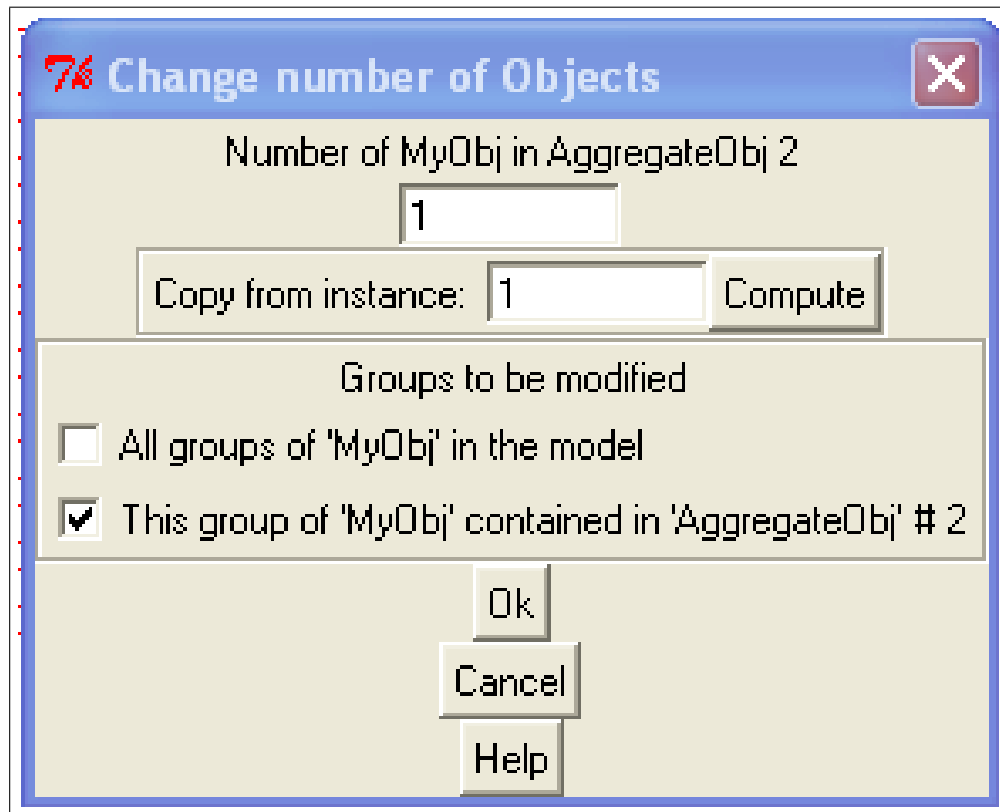 Tk Change number of Objects
Number of MyObj in AggregateObj 2
1
Copy from instance: 1 Compute
Groups to be modified
All groups of 'MyObj' in the model
This group of 'MyObj' contained in 'AggregateObj' # 2
Ok
Cancel
Help